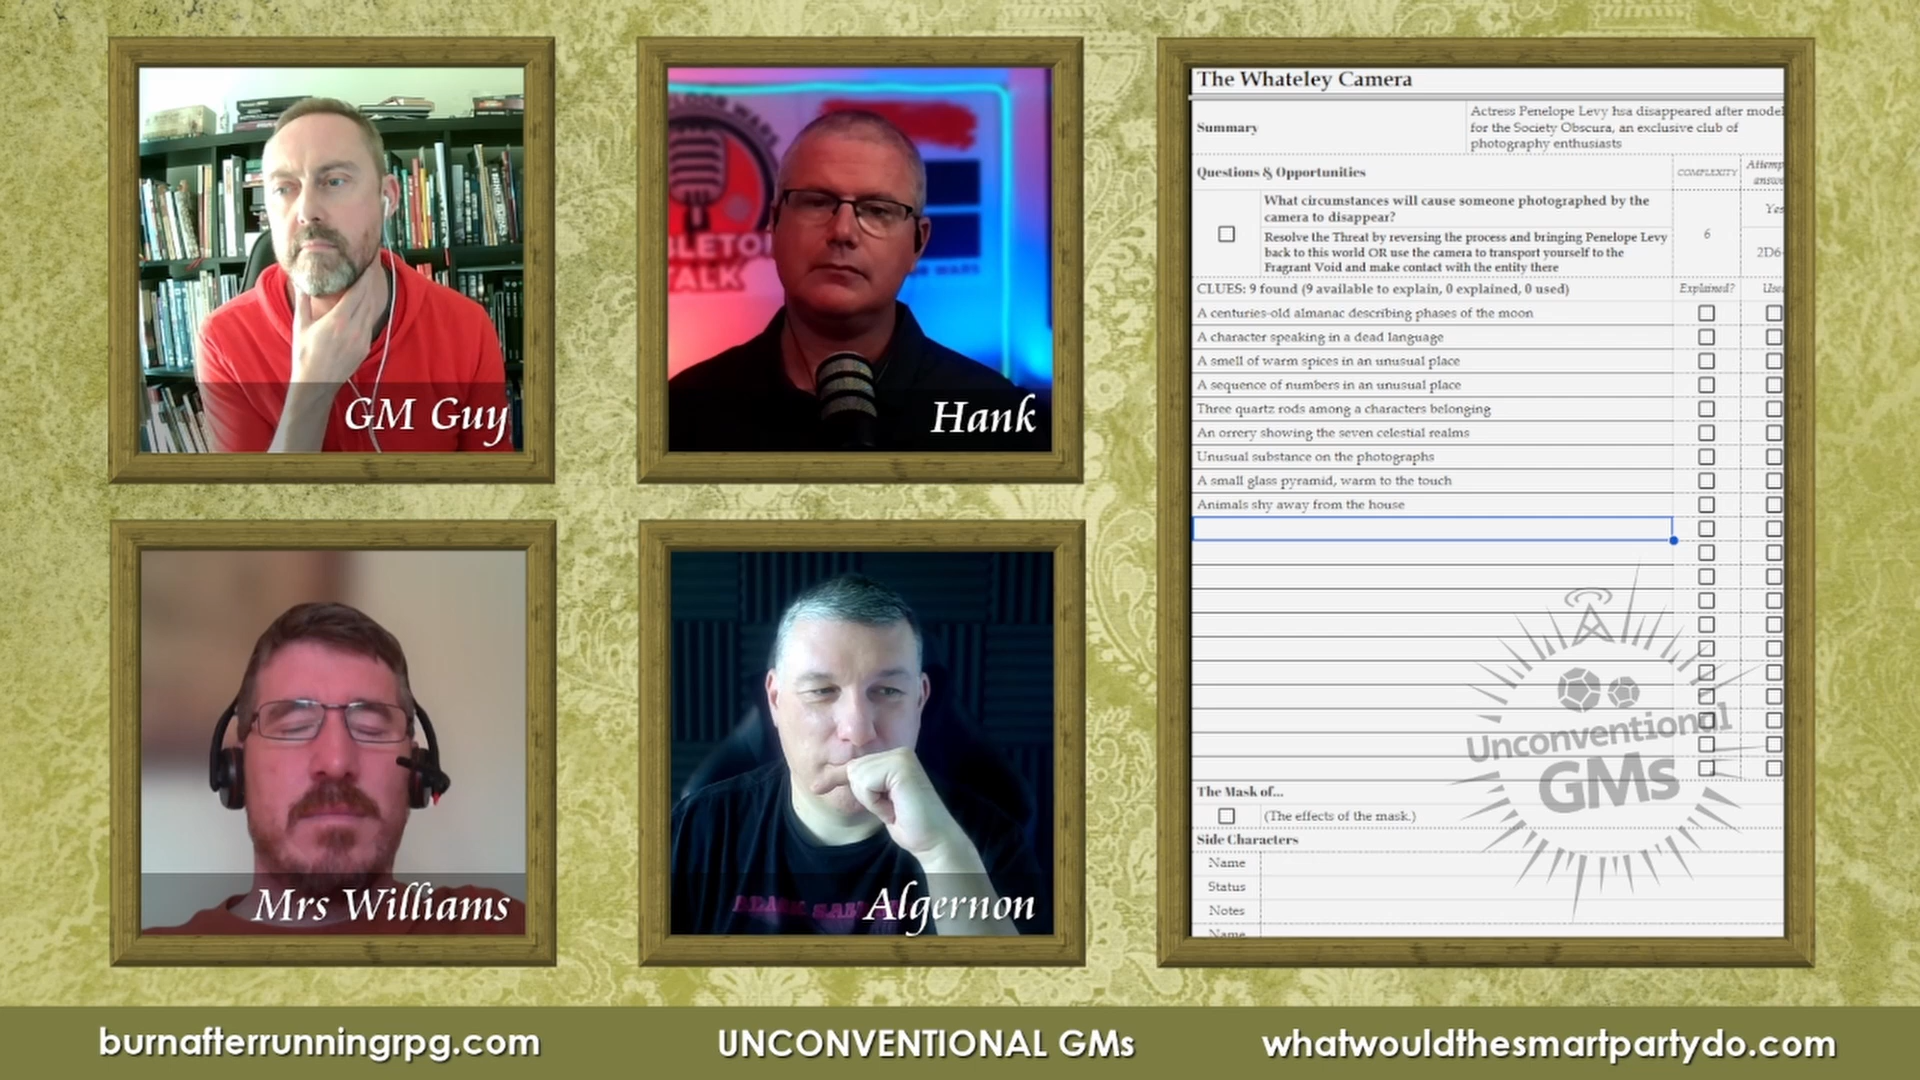 GM Guy
Hank
Mrs Williams
BLACK
Algernon
TALK
The Whateley Camera
Summary
Actress Penelope Levy hsa disappeared after model
for the Society Obscura, an exclusive club of
photography enthusiasts
Questions & Opportunities
COMPLEXITY
Attemp
answe
What circumstances will cause someone photographed by the
camera to disappear?
Resolve the Threat by reversing the process and bringing Penelope Levy
back to this world OR use the camera to transport yourself to the
Fragrant Void and make contact with the entity there
6
Yes
2D6
CLUES: 9 found (9 available to explain, 0 explained, 0 used)
Explained?
Used
A centuries-old almanac describing phases of the moon
A character speaking in a dead language
A smell of warm spices in an unusual place
A sequence of numbers in an unusual place
Three quartz rods among a characters belonging
An orrery showing the seven celestial realms
Unusual substance on the photographs
A small glass pyramid, warm to the touch
Animals shy away from the house
Unconventional
GMs
The Mask of...
(The effects of the mask.)
Side Characters
Name
Status
Notes
Name
burnafterrunningrpg.com
UNCONVENTIONAL GMs
whatwouldthesmartpartydo.com